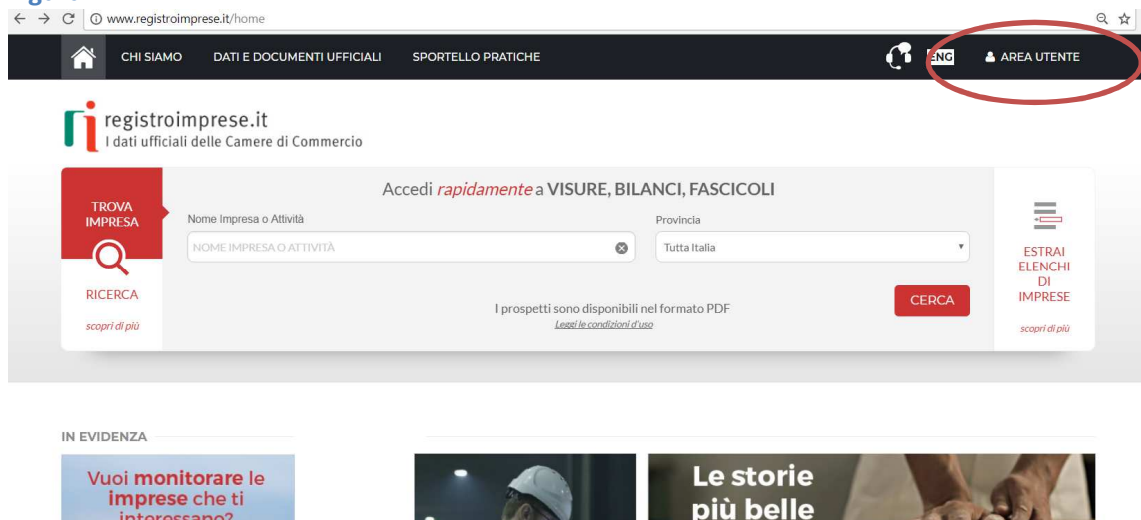 www.registroimprese.it/home
CHI SIAMO DATI E DOCUMENTI UFFICIALI SPORTELLO PRATICHE ENG AREA UTENTE
registroimprese.it
I dati ufficiali delle Camere di Commercio
TROVA
IMPRESA
RICERCA
scopri di più
Accedi rapidamente a VISURE, BILANCI, FASCICOLI
Nome Impresa o Attività
NOME IMPRESA O ATTIVITÀ
Provincia
Tutta Italia
I prospetti sono disponibili nel formato PDF
Leggi le condizioni d'uso
CERCA
ESTRAI
ELENCHI
DI
IMPRESE
scopri di più
IN EVIDENZA
Vuoi monitorare le
imprese che ti
interessano?
Le storie
più belle